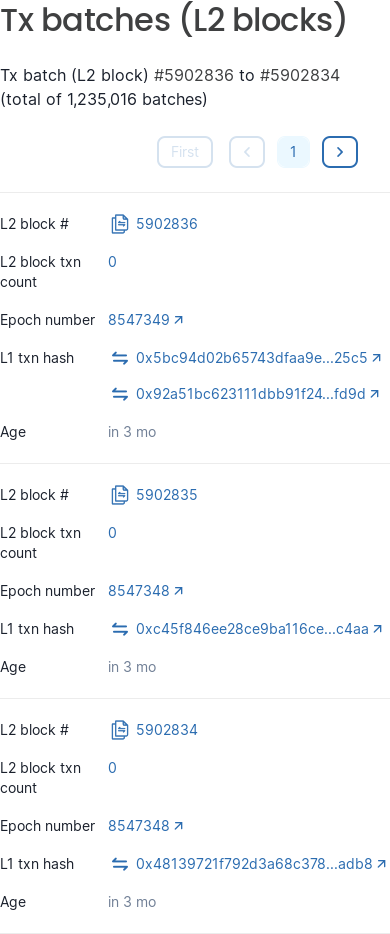 Tx batches (L2 blocks)
Tx batch (L2 block) #5902836 to #5902834
(total of 1,235,016 batches)
First 1
L2 block # 5902836
L2 block txn 0
count
Epoch number 8547349
L1 txn hash 0x5bc94d02b65743dfaa9e...25c5
0x92a51bc623111dbb91f24...fd9d
Age in 3 mo
L2 block # 5902835
L2 block txn 0
count
Epoch number 8547348
L1 txn hash 0xc45f846ee28ce9ba116ce...c4aa
Age in 3 mo
L2 block # 5902834
L2 block txn 0
count
Epoch number 8547348
L1 txn hash 0x48139721f792d3a68c378...adb8
Age in 3 mo